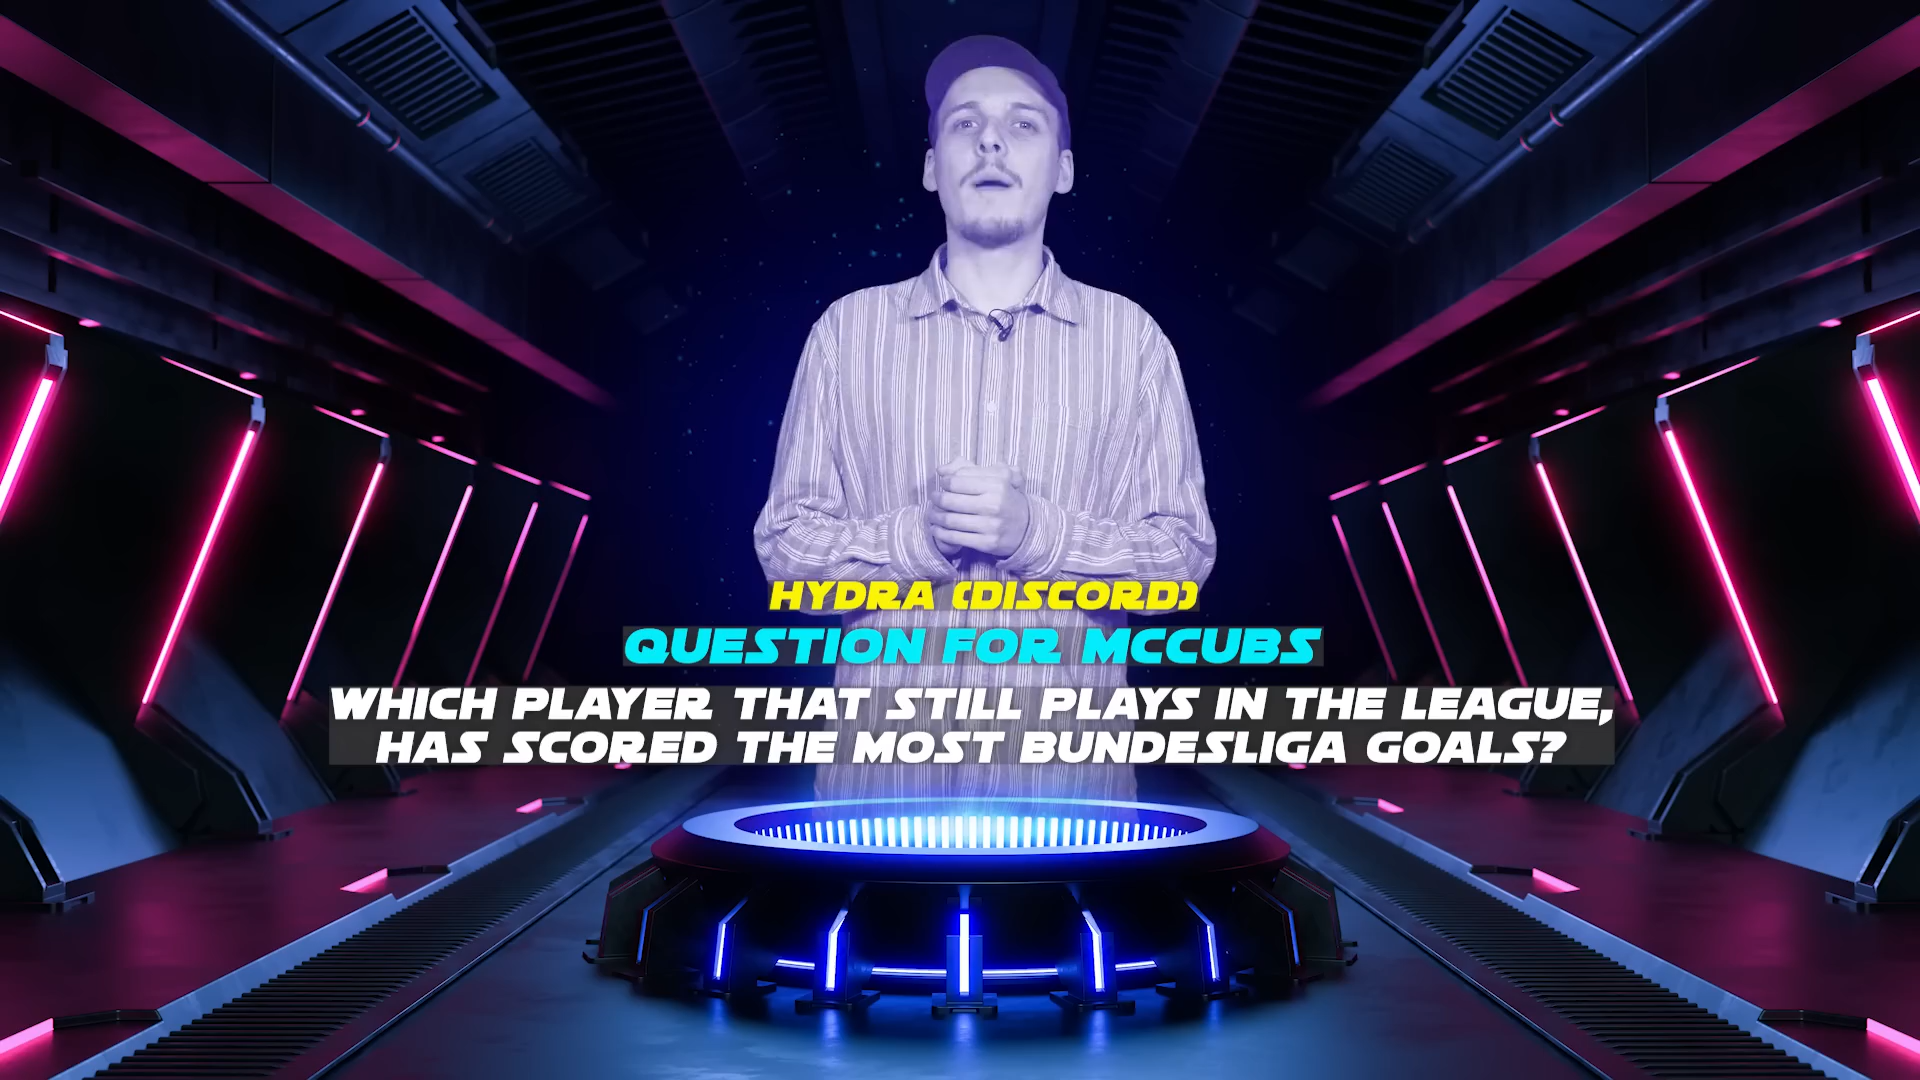 HYDRA (DISCORD)
QUESTION FOR MCCUBS
WHICH PLAYER THAT STILL PLAYS IN THE LEAGUE,
HAS SCORED THE MOST BUNDESLIGA GOALS?